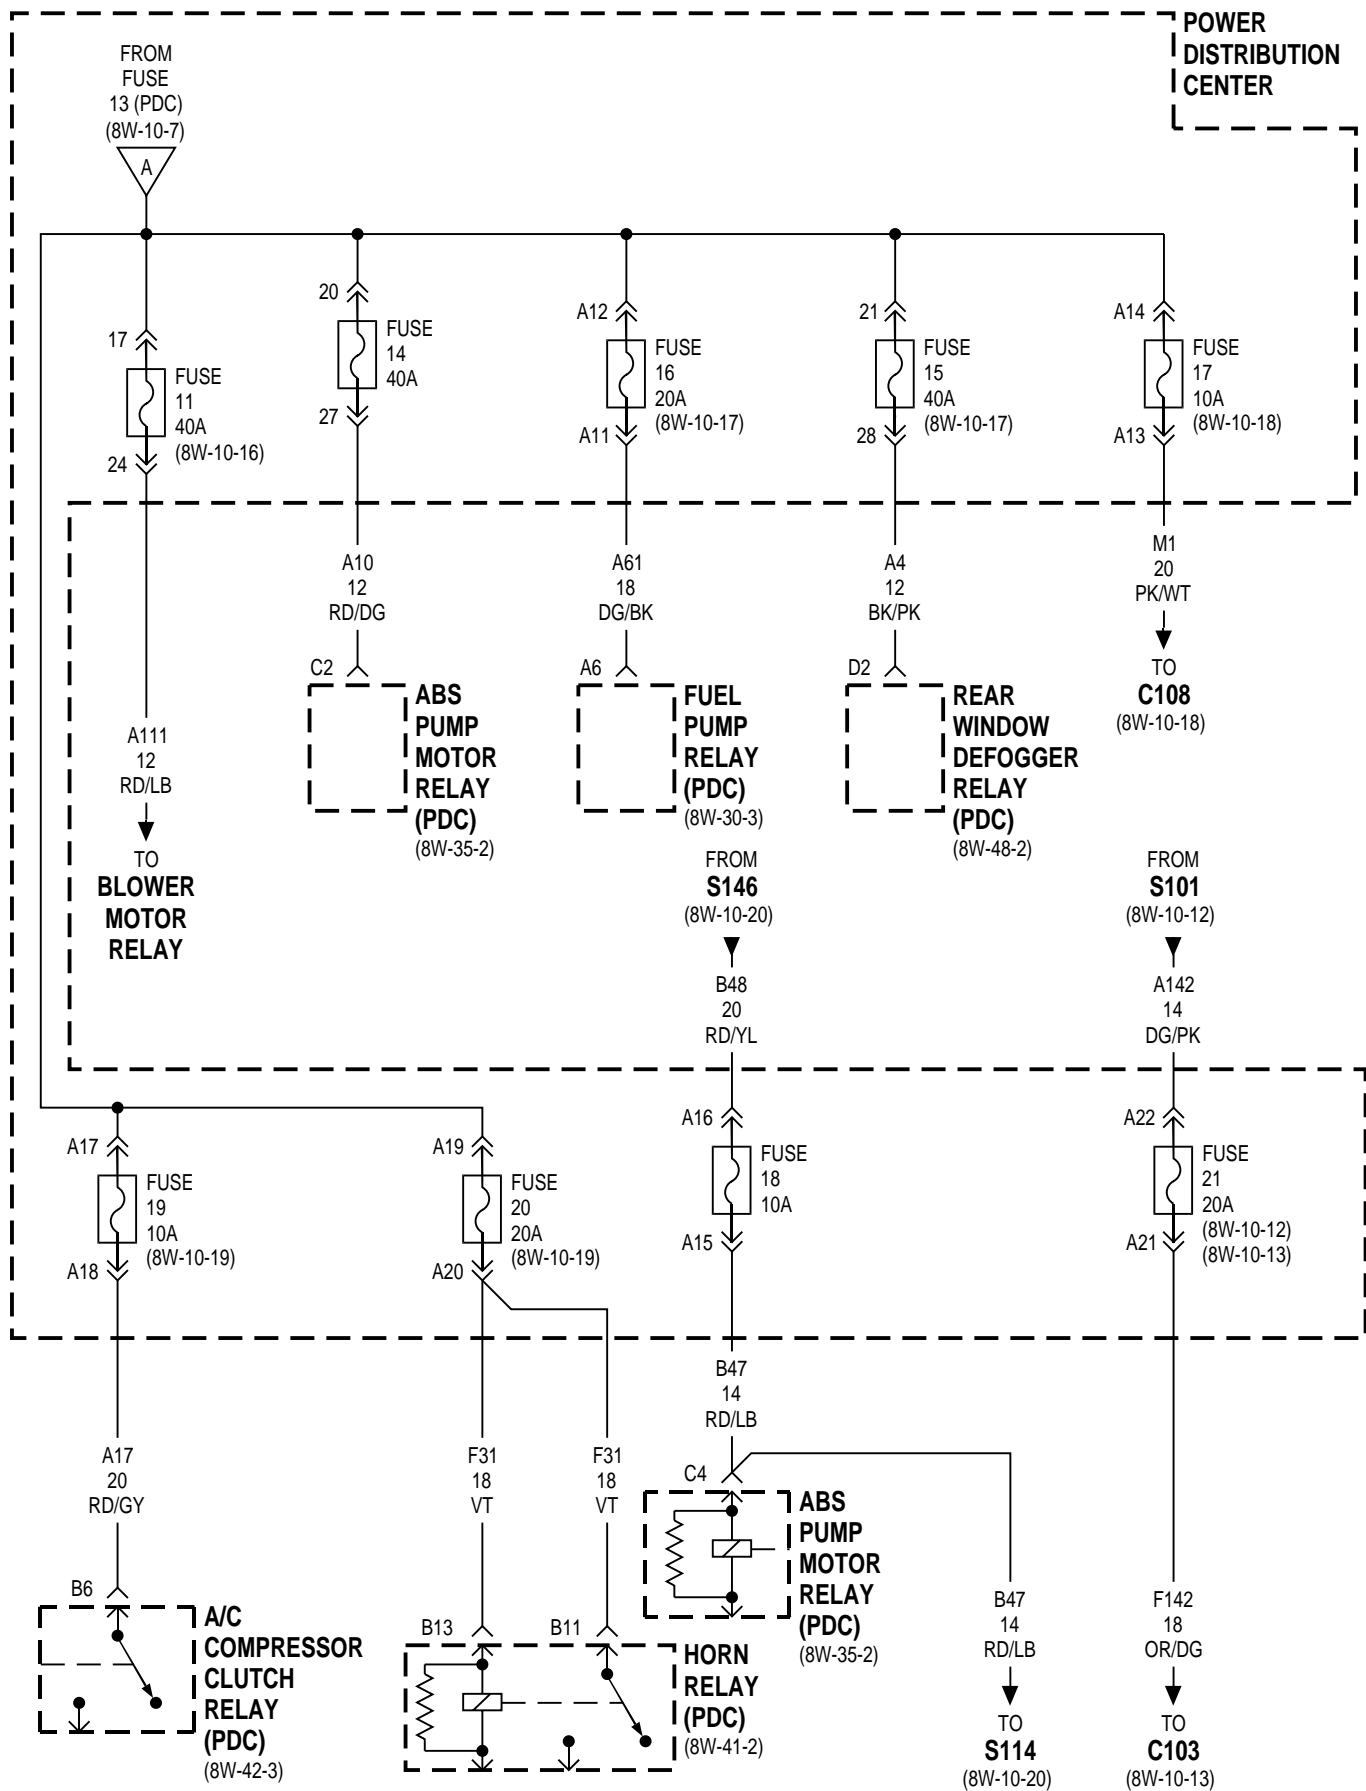 POWER
DISTRIBUTION
CENTER
FROM
FUSE
13 (PDC)
(8W-10-7)
A
17
FUSE
11
40A
(8W-10-16)
24
20
FUSE
14
40A
27
A12
FUSE
16
20A
(8W-10-17)
A11
21
FUSE
15
40A
(8W-10-17)
28
A14
FUSE
17
10A
(8W-10-18)
A13
A111
12
RD/LB
TO
BLOWER
MOTOR
RELAY
A10
12
RD/DG
C2
ABS
PUMP
MOTOR
RELAY
(PDC)
(8W-35-2)
A61
18
DG/BK
A6
FUEL
PUMP
RELAY
(PDC)
(8W-30-3)
A4
12
BK/PK
D2
REAR
WINDOW
DEFOGGER
RELAY
(PDC)
(8W-48-2)
M1
20
PK/WT
TO
C108
(8W-10-18)
FROM
S146
(8W-10-20)
B48
20
RD/YL
FROM
S101
(8W-10-12)
A142
14
DG/PK
A17
FUSE
19
10A
(8W-10-19)
A18
A19
FUSE
20
20A
(8W-10-19)
A20
A16
FUSE
18
10A
A15
A22
FUSE
21
20A
(8W-10-12)
(8W-10-13)
A21
A17
20
RD/GY
B6
A/C
COMPRESSOR
CLUTCH
RELAY
(PDC)
(8W-42-3)
F31
18
VT
B13
F31
18
VT
B11
HORN
RELAY
(PDC)
(8W-41-2)
B47
14
RD/LB
C4
ABS
PUMP
MOTOR
RELAY
(PDC)
(8W-35-2)
B47
14
RD/LB
TO
S114
(8W-10-20)
F142
18
OR/DG
TO
C103
(8W-10-13)